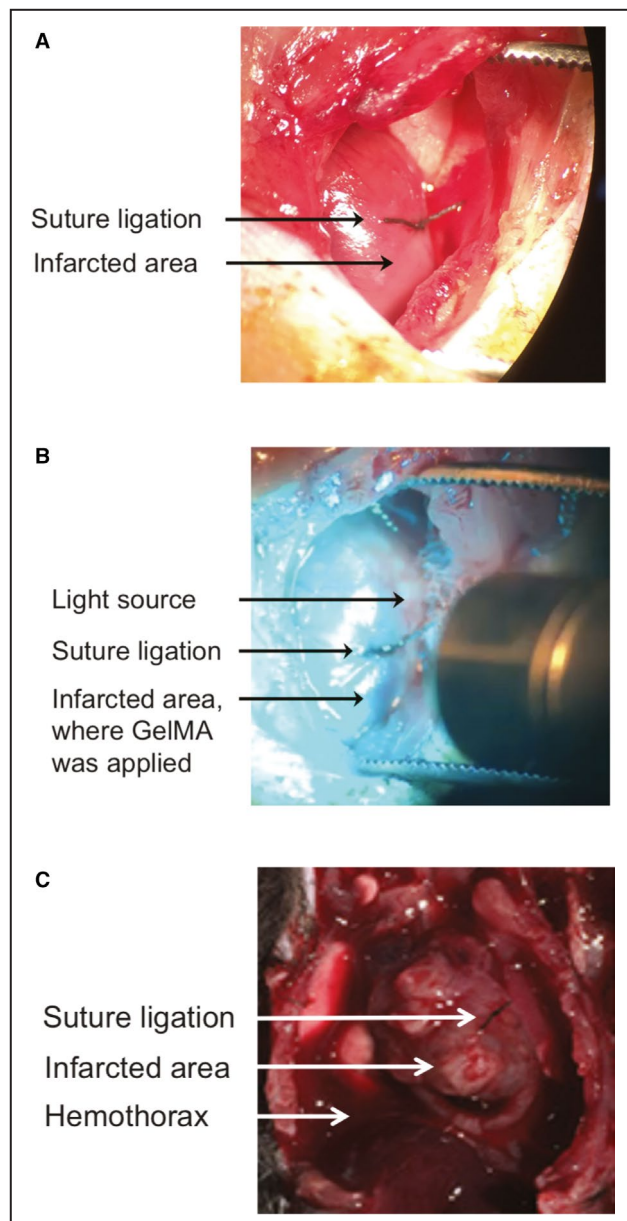 A
Suture ligation
Infarcted area
B
Light source
Suture ligation
Infarcted area,
where GelMA
was applied
C
Suture ligation
Infarcted area
Hemothorax